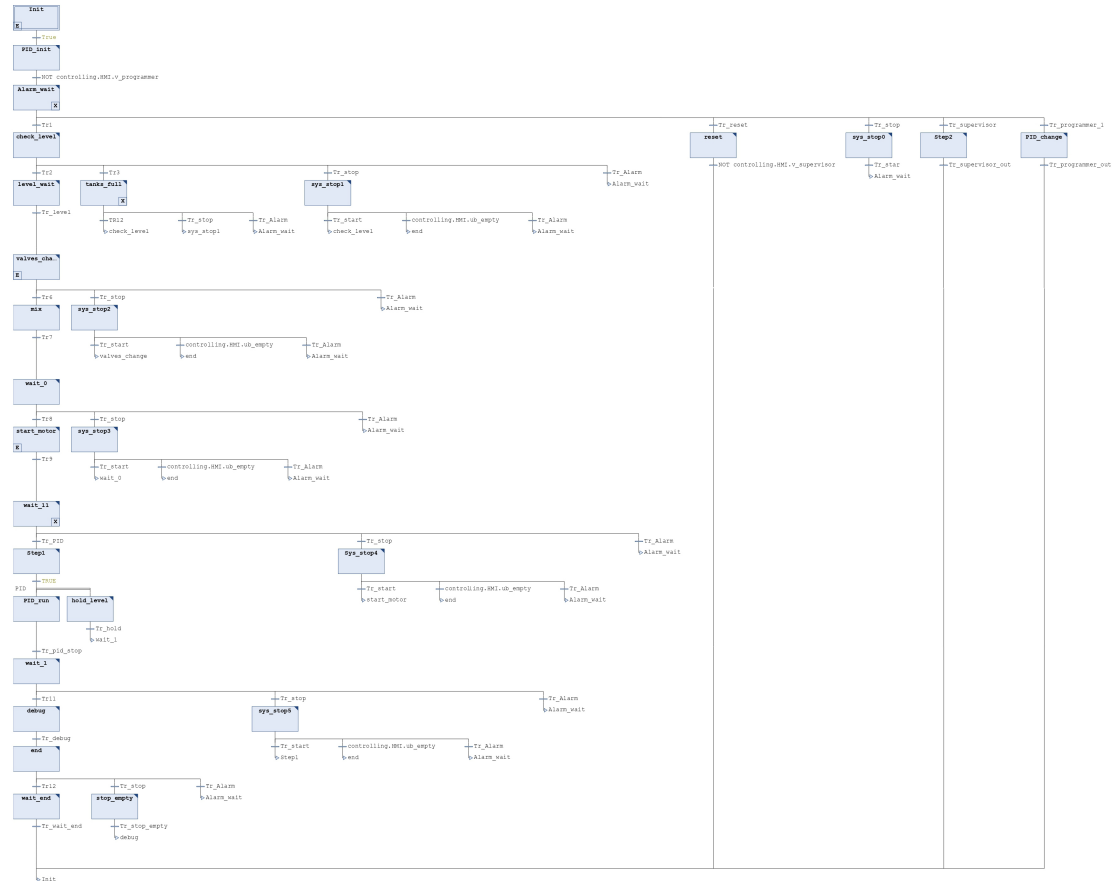 Init
E
True
PID_init
NOT controlling.HMI.v_programmer
Alarm_wait
X
Tr1
Tr_reset
Tr_stop
Tr_supervisor
Tr_programmer_1
check_level
reset
sys_stop0
Step2
PID_change
Tr2
Tr3
Tr_stop
Tr_Alarm
NOT controlling.HMI.v_supervisor
Tr_star
Tr_supervisor_out
Tr_programmer_out
Alarm_wait
Alarm_wait
level_wait
tanks_full
X
sys_stop1
Tr_level
TR12
Tr_stop
Tr_Alarm
Tr_start
controlling.HMI.ub_empty
Tr_Alarm
check_level
sys_stop1
Alarm_wait
check_level
end
Alarm_wait
valves_cha…
E
Tr6
Tr_stop
Tr_Alarm
Alarm_wait
mix
sys_stop2
Tr7
Tr_start
controlling.HMI.ub_empty
Tr_Alarm
valves_change
end
Alarm_wait
wait_0
Tr8
Tr_stop
Tr_Alarm
Alarm_wait
start_motor
E
sys_stop3
Tr9
Tr_start
controlling.HMI.ub_empty
Tr_Alarm
wait_0
end
Alarm_wait
wait_11
X
Tr_PID
Tr_stop
Tr_Alarm
Alarm_wait
Step1
Sys_stop4
TRUE
PID
Tr_start
controlling.HMI.ub_empty
Tr_Alarm
start_motor
end
Alarm_wait
PID_run
hold_level
Tr_hold
wait_1
Tr_pid_stop
wait_1
Tr11
Tr_stop
Tr_Alarm
Alarm_wait
debug
sys_stop5
Tr_debug
Tr_start
controlling.HMI.ub_empty
Tr_Alarm
Step1
end
Alarm_wait
end
Tr12
Tr_stop
Tr_Alarm
Alarm_wait
wait_end
stop_empty
Tr_wait_end
Tr_stop_empty
debug
Init